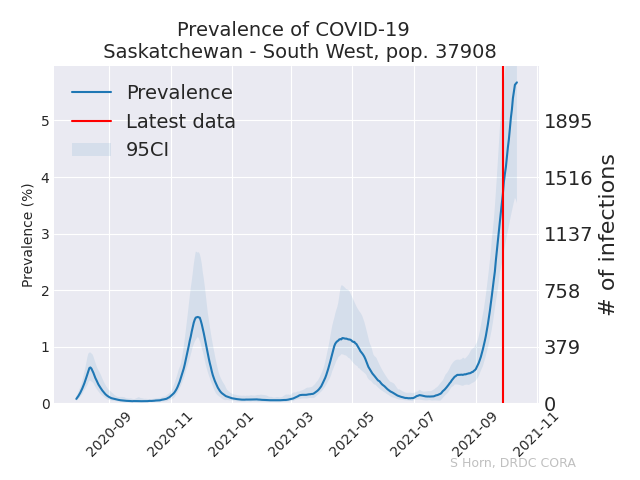 Prevalence of COVID-19
Saskatchewan - South West, pop. 37908
Prevalence
Latest data
95CI
Prevalence (%)
5
4
3
2
1
0
1895
1516
1137
758
379
0
# of infections
2020-09
2020-11
2021-01
2021-03
2021-05
2021-07
2021-09
2021-11
S Horn, DRDC CORA